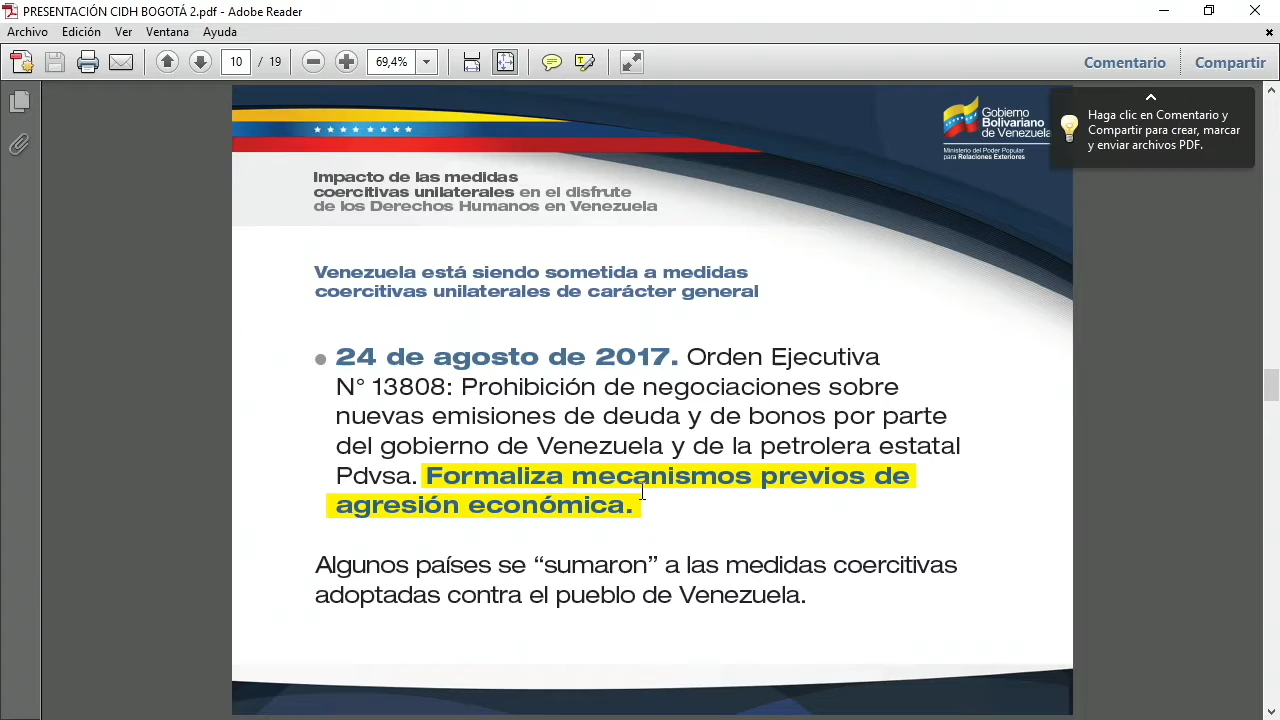 PRESENTACIÓN CIDH BOGOTÁ 2.pdf - Adobe Reader
Archivo Edición Ver Ventana Ayuda
10 / 19 69,4% Comentario Compartir
Haga clic en Comentario y
Compartir para crear, marcar
y enviar archivos PDF.
Gobierno
Bolivariano
de Venezuela
Ministerio del Poder Popular
para Relaciones Exteriores
Impacto de las medidas
coercitivas unilaterales en el disfrute
de los Derechos Humanos en Venezuela
Venezuela está siendo sometida a medidas
coercitivas unilaterales de carácter general
24 de agosto de 2017. Orden Ejecutiva
N° 13808: Prohibición de negociaciones sobre
nuevas emisiones de deuda y de bonos por parte
del gobierno de Venezuela y de la petrolera estatal
Pdvsa. Formaliza mecanismos previos de
agresión económica.
Algunos países se “sumaron” a las medidas coercitivas
adoptadas contra el pueblo de Venezuela.